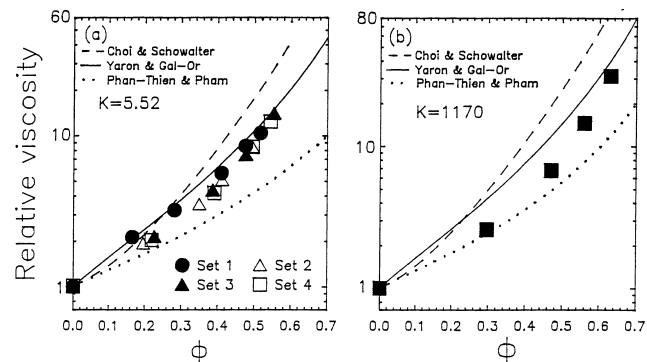 60
(a)
Choi & Schowalter
Yaron & Gal-Or
Phan-Thien & Pham
K=5.52
Relative viscosity
10
1
Set 1
Set 2
Set 3
Set 4
0.0 0.1 0.2 0.3 0.4 0.5 0.6 0.7
Φ
80
(b)
Choi & Schowalter
Yaron & Gal-Or
Phan-Thien & Pham
K=1170
10
1
0.0 0.1 0.2 0.3 0.4 0.5 0.6 0.7
Φ